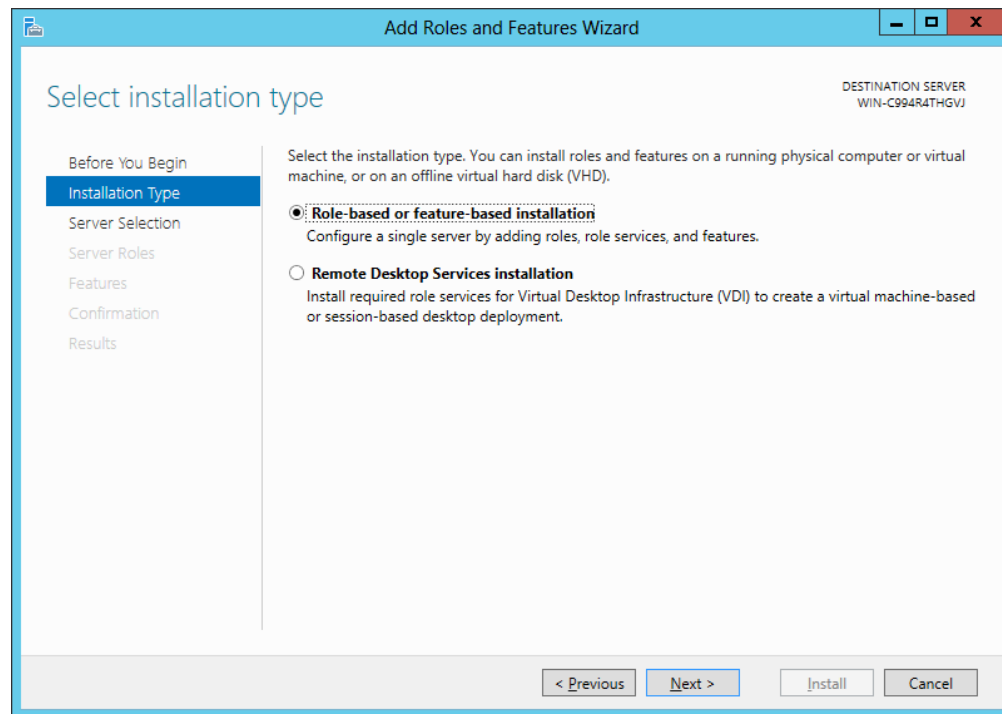 Add Roles and Features Wizard
Select installation type
DESTINATION SERVER
WIN-C994R4THGVJ
Before You Begin
Installation Type
Server Selection
Server Roles
Features
Confirmation
Results
Select the installation type. You can install roles and features on a running physical computer or virtual
machine, or on an offline virtual hard disk (VHD).
Role-based or feature-based installation
Configure a single server by adding roles, role services, and features.
Remote Desktop Services installation
Install required role services for Virtual Desktop Infrastructure (VDI) to create a virtual machine-based
or session-based desktop deployment.
< Previous
Next >
Install
Cancel